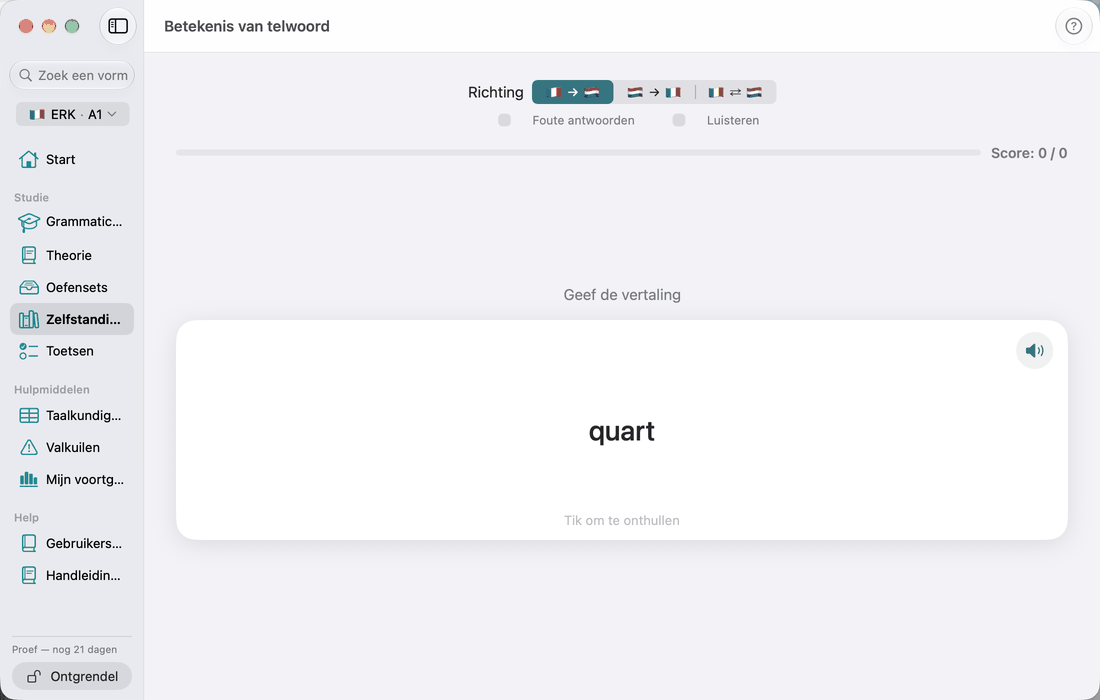 Betekenis van telwoord
Zoek een vorm
ERK · A1
Start
Studie
Grammatic...
Theorie
Oefensets
Zelfstandi...
Toetsen
Hulpmiddelen
Taalkundig...
Valkuilen
Mijn voortg...
Help
Gebruikers...
Handleidin...
Proef — nog 21 dagen
Ontgrendel
Richting
Foute antwoorden
Luisteren
Score: 0 / 0
Geef de vertaling
quart
Tik om te onthullen